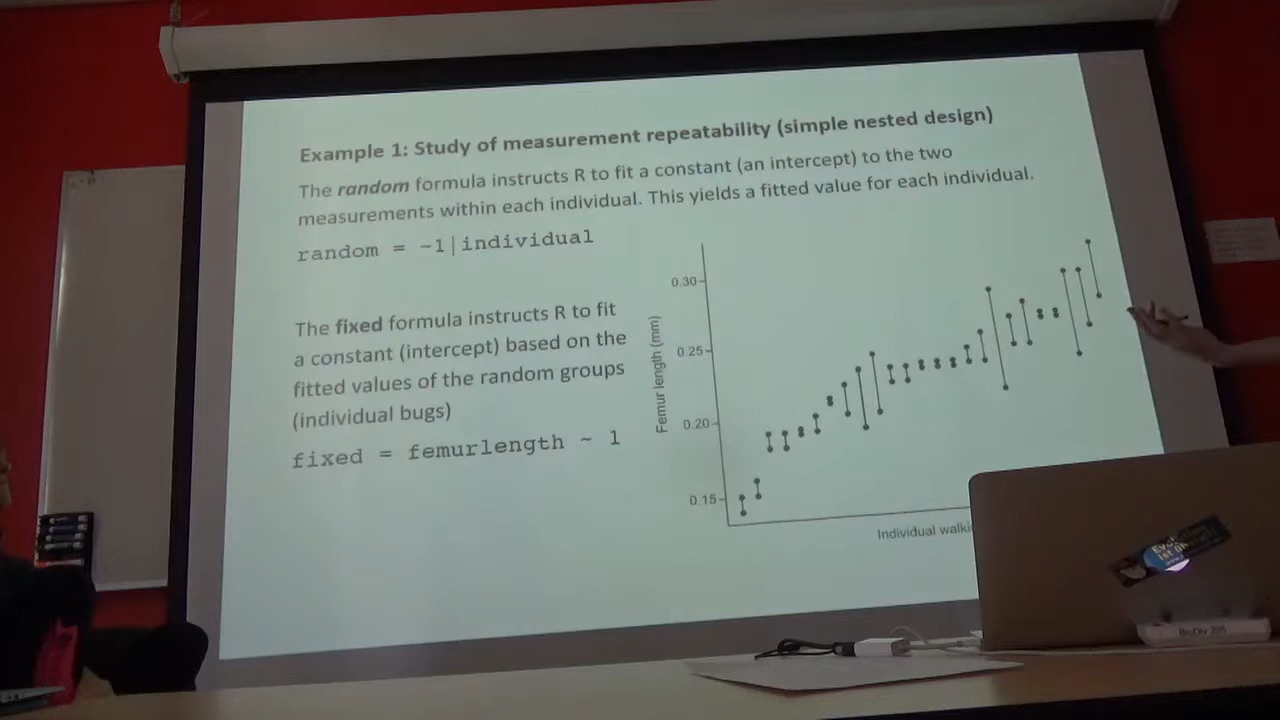 Example 1: Study of measurement repeatability (simple nested design)
The random formula instructs R to fit a constant (an intercept) to the two
measurements within each individual. This yields a fitted value for each individual.
random = ~1|individual
The fixed formula instructs R to fit
a constant (intercept) based on the
fitted values of the random groups
(individual bugs)
fixed = femurlength ~ 1
Femur length (mm)
0.30
0.25
0.20
0.15
Individual walki
BioDiv 225